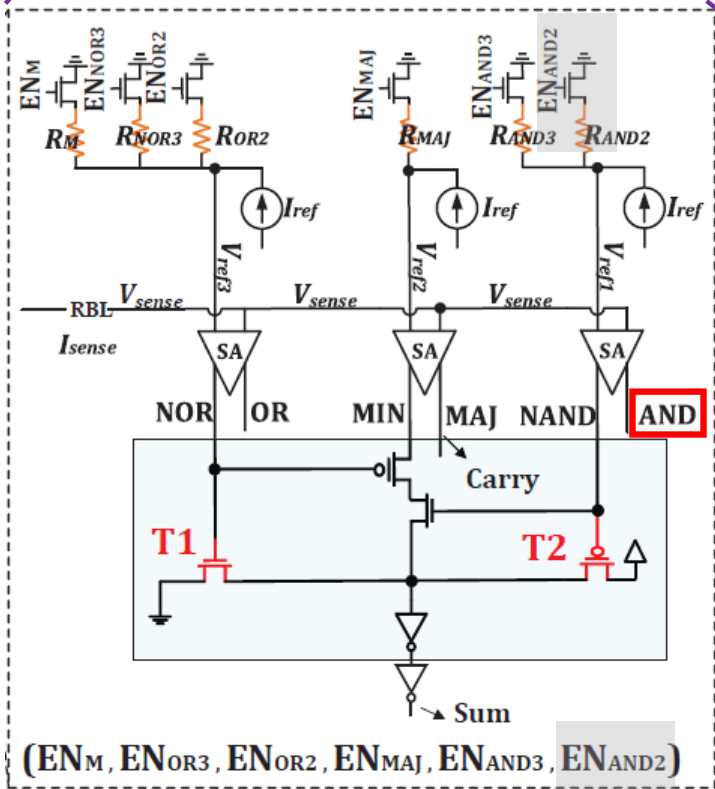 ENM ENNOR3 ENOR2 ENMAJ ENAND3 ENAND2
RM RNOR3 ROR2 RMAJ RAND3 RAND2
Iref Iref Iref
Vref3 Vref2 Vref1
RBL Vsense Vsense Vsense
Isense
SA SA SA
NOR OR MIN MAJ NAND AND
Carry
T1 T2
Sum
(ENM, ENOR3, ENOR2, ENMAJ, ENAND3, ENAND2)